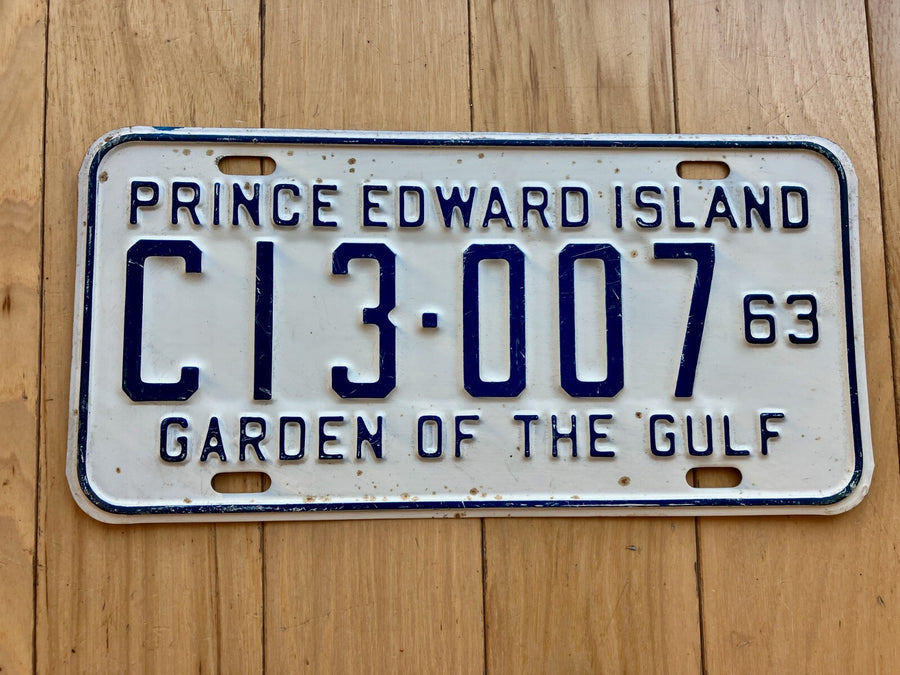 PRINCE EDWARD ISLAND
C13·007 63
GARDEN OF THE GULF